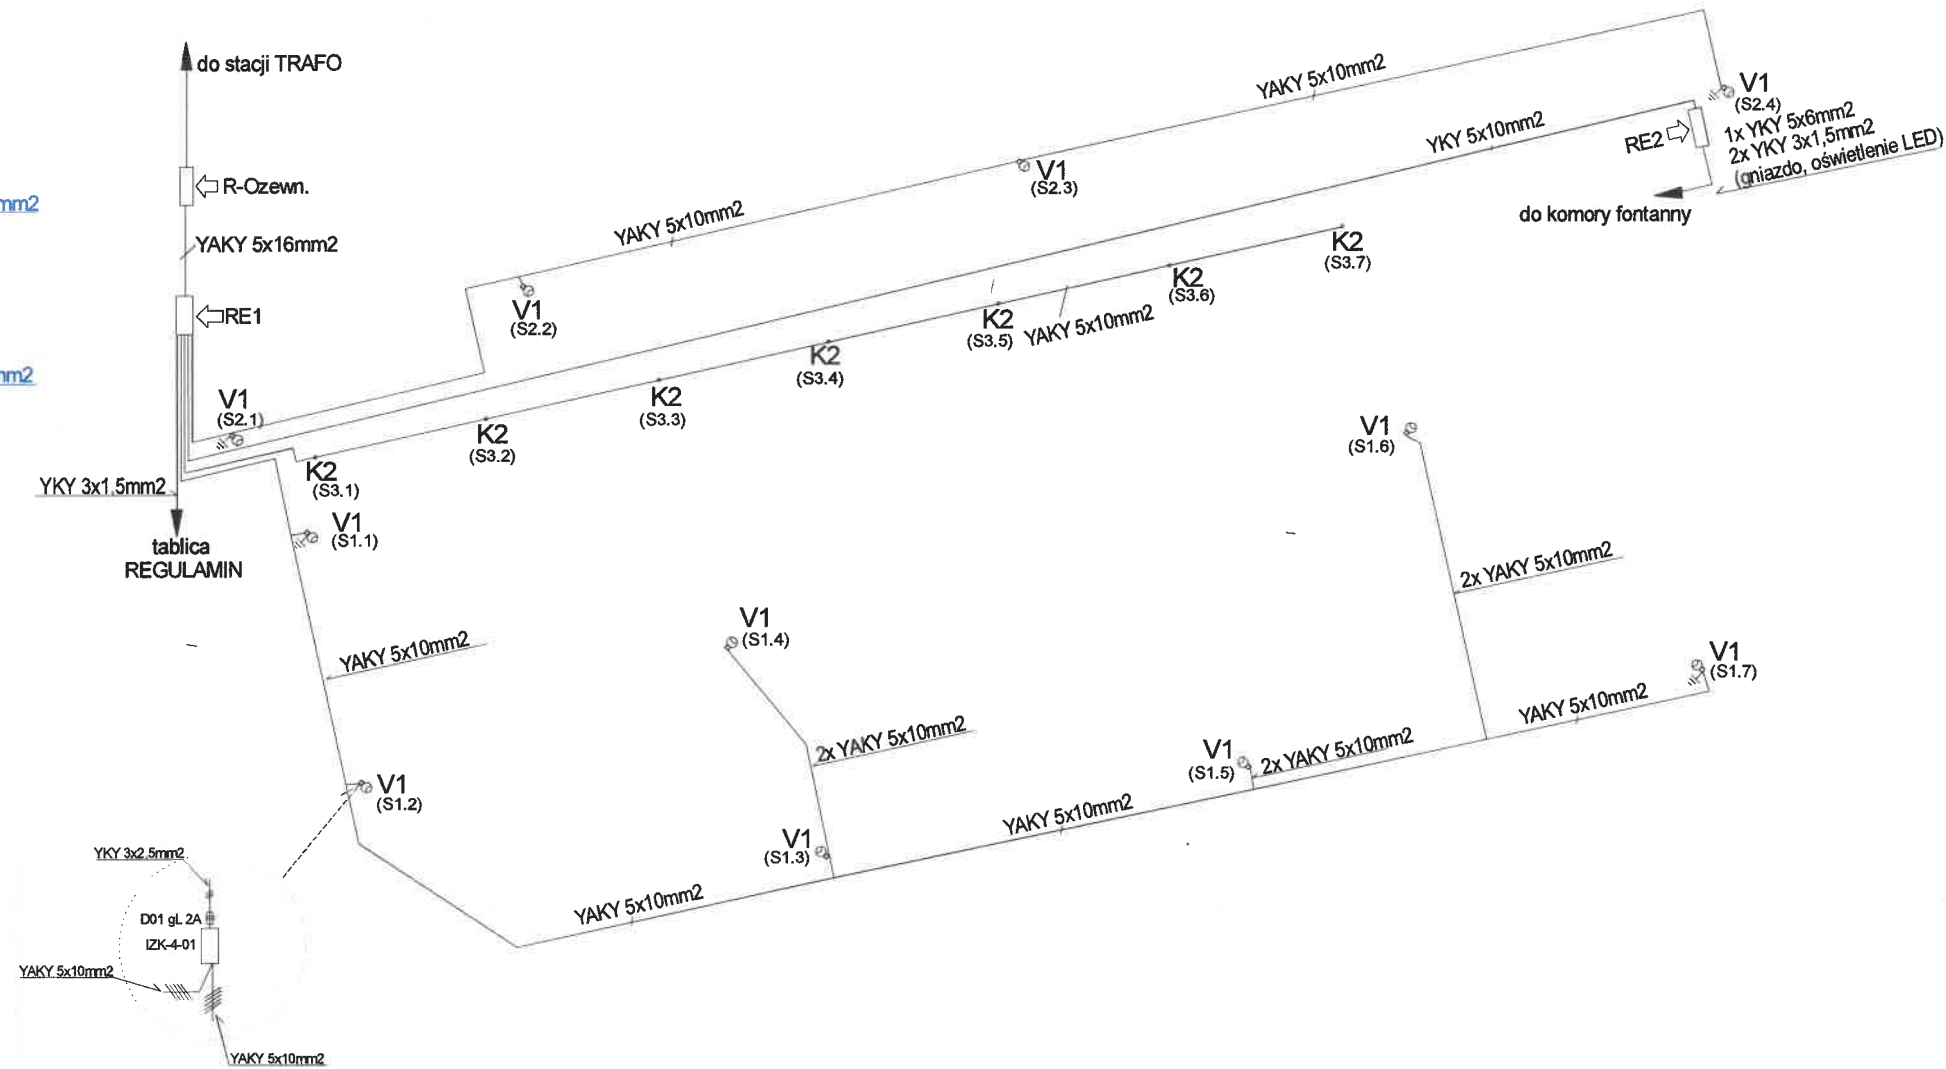 do stacji TRAFO
R-Ozewn.
mm2
YAKY 5x16mm2
RE1
mm2
V1
(S2.1)
YKY 3x1,5mm2
tablica
REGULAMIN
YAKY 5x10mm2
YAKY 5x10mm2
V1
(S2.2)
V1
(S2.3)
V1
(S2.4)
YKY 5x10mm2
RE2
1x YKY 5x6mm2
2x YKY 3x1,5mm2
(gniazdo, oświetlenie LED)
do komory fontanny
K2
(S3.1)
K2
(S3.2)
K2
(S3.3)
K2
(S3.4)
K2
(S3.5)
YAKY 5x10mm2
K2
(S3.6)
K2
(S3.7)
V1
(S1.1)
YAKY 5x10mm2
V1
(S1.2)
V1
(S1.4)
2x YAKY 5x10mm2
V1
(S1.3)
YAKY 5x10mm2
YAKY 5x10mm2
V1
(S1.5)
2x YAKY 5x10mm2
V1
(S1.6)
2x YAKY 5x10mm2
YAKY 5x10mm2
V1
(S1.7)
YKY 3x2,5mm2
D01 gL 2A
IZK-4-01
YAKY 5x10mm2
YAKY 5x10mm2